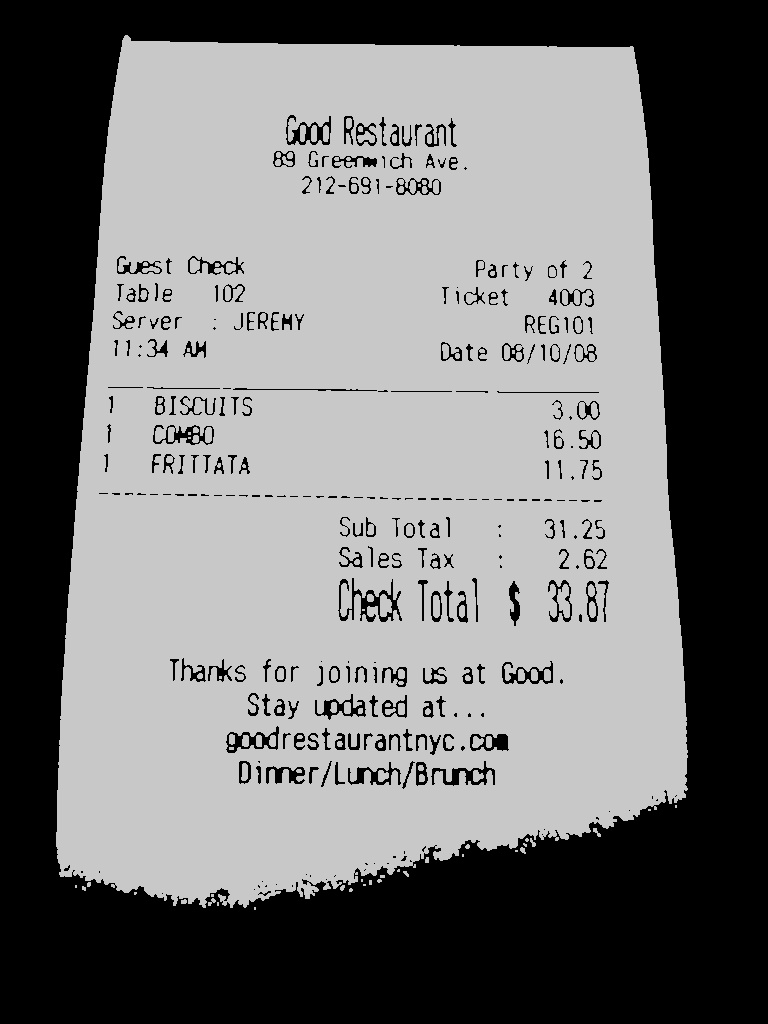 Good Restaurant
89 Greenwich Ave.
212-691-8080
Guest Check Party of 2
Table 102 Ticket 4003
Server : JEREMY REG101
11:34 AM Date 08/10/08
1 BISCUITS 3.00
1 COMBO 16.50
1 FRITTATA 11.75
Sub Total : 31.25
Sales Tax : 2.62
Check Total $ 33.87
Thanks for joining us at Good.
Stay updated at...
goodrestaurantnyc.com
Dinner/Lunch/Brunch